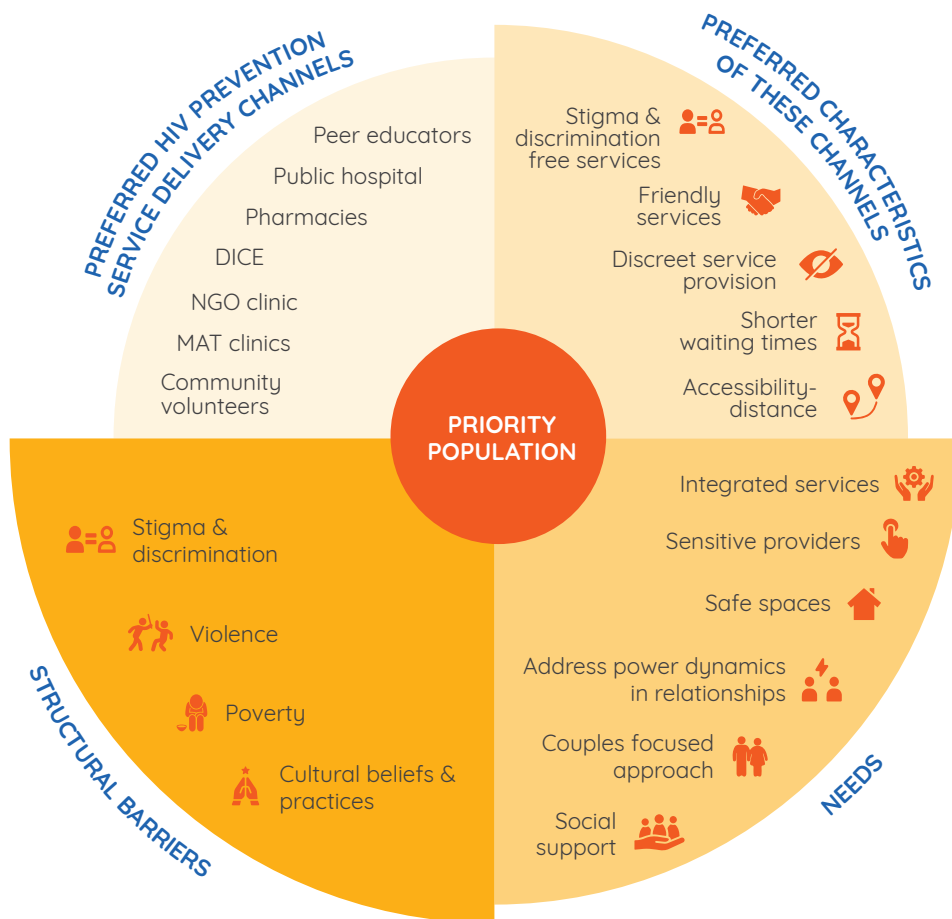 PREFERRED HIV PREVENTION
SERVICE DELIVERY CHANNELS
Peer educators
Public hospital
Pharmacies
DICE
NGO clinic
MAT clinics
Community
volunteers
PREFERRED CHARACTERISTICS
OF THESE CHANNELS
Stigma &
discrimination
free services
Friendly
services
Discreet service
provision
Shorter
waiting times
Accessibility-
distance
PRIORITY
POPULATION
STRUCTURAL BARRIERS
Stigma &
discrimination
Violence
Poverty
Cultural beliefs &
practices
NEEDS
Integrated services
Sensitive providers
Safe spaces
Address power dynamics
in relationships
Couples focused
approach
Social
support